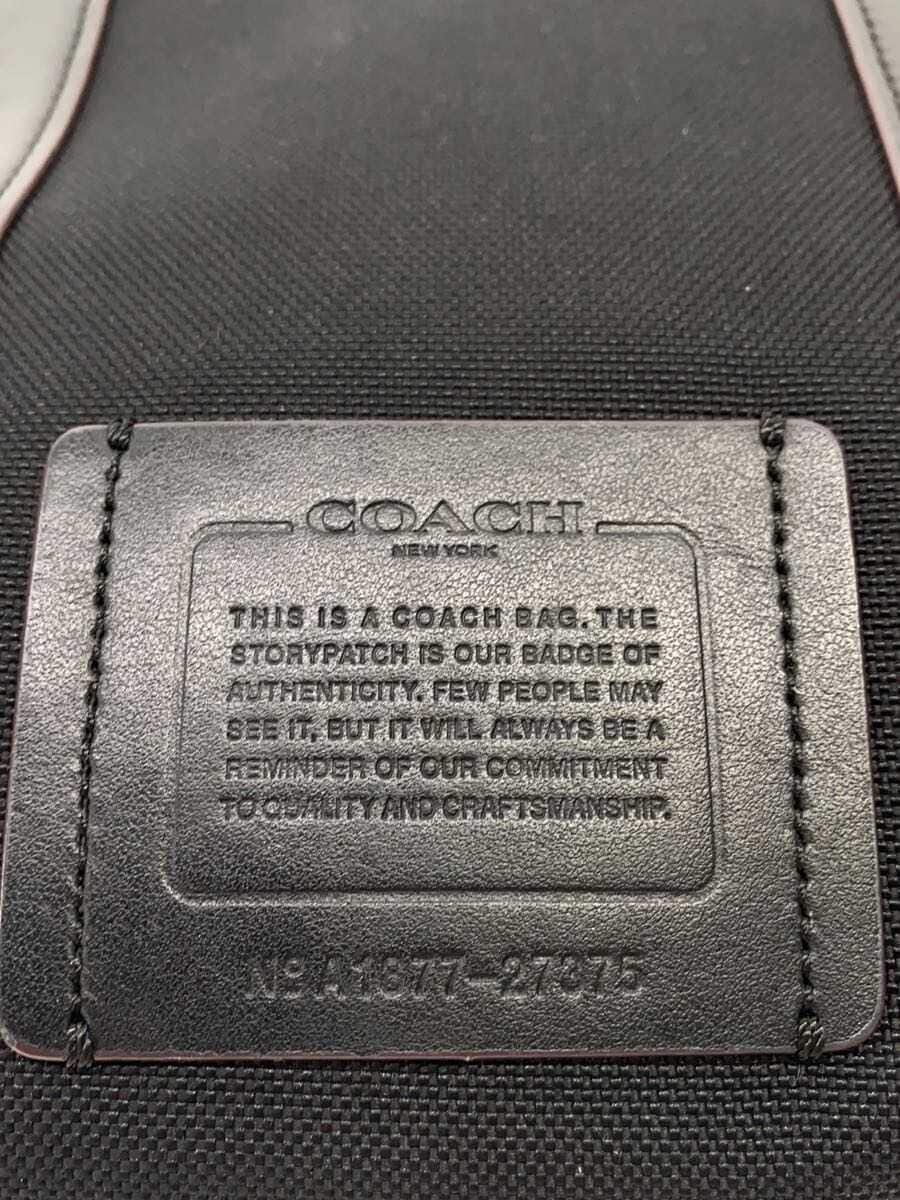 COACH
NEW YORK
THIS IS A COACH BAG. THE
STORYPATCH IS OUR BADGE OF
AUTHENTICITY. FEW PEOPLE MAY
SEE IT, BUT IT WILL ALWAYS BE A
REMINDER OF OUR COMMITMENT
TO QUALITY AND CRAFTSMANSHIP.
Nº A1877-27375